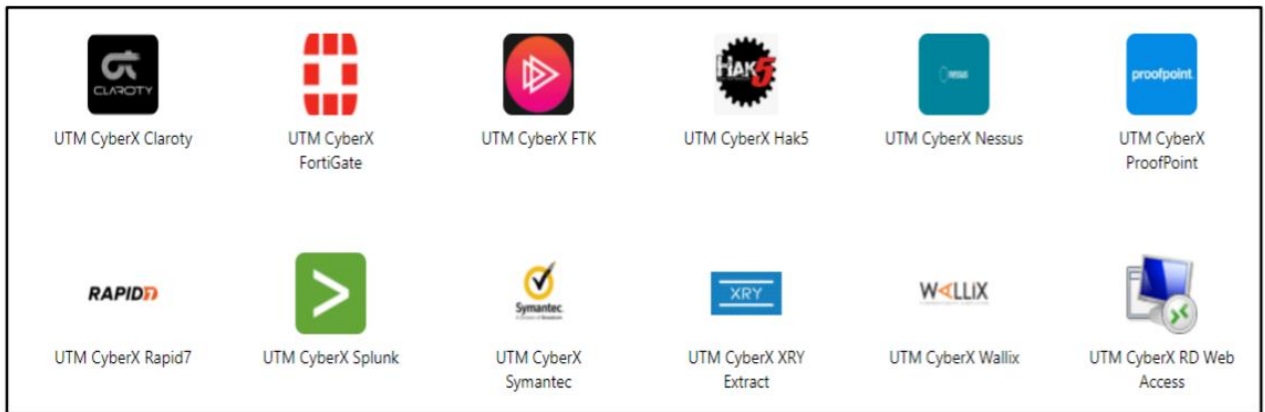 CLAROTY
HAK5
nessus
proofpoint.
UTM CyberX Claroty
UTM CyberX
FortiGate
UTM CyberX FTK
UTM CyberX Hak5
UTM CyberX Nessus
UTM CyberX
ProofPoint
RAPID7
Symantec.
XRY
WALLIX
UTM CyberX Rapid7
UTM CyberX Splunk
UTM CyberX
Symantec
UTM CyberX XRY
Extract
UTM CyberX Wallix
UTM CyberX RD Web
Access